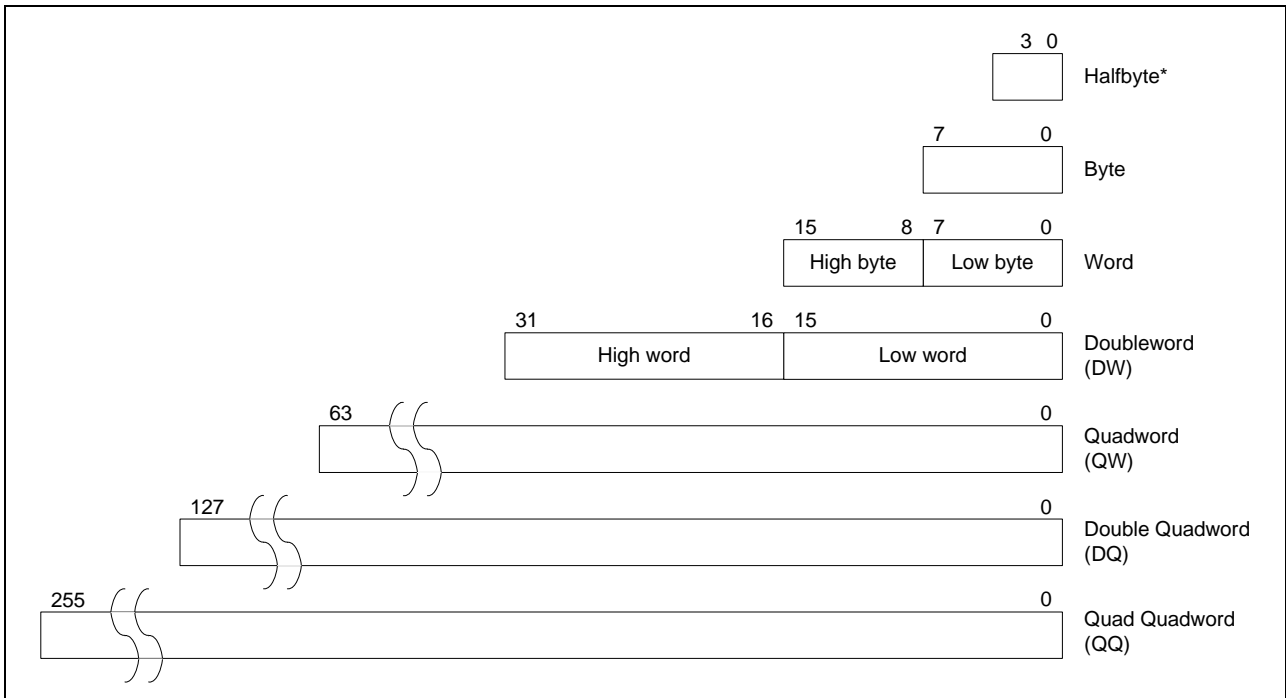 3 0
Halfbyte*
7 0
Byte
15 8 7 0
High byte Low byte Word
31 16 15 0
High word Low word Doubleword
(DW)
63 0
Quadword
(QW)
127 0
Double Quadword
(DQ)
255 0
Quad Quadword
(QQ)